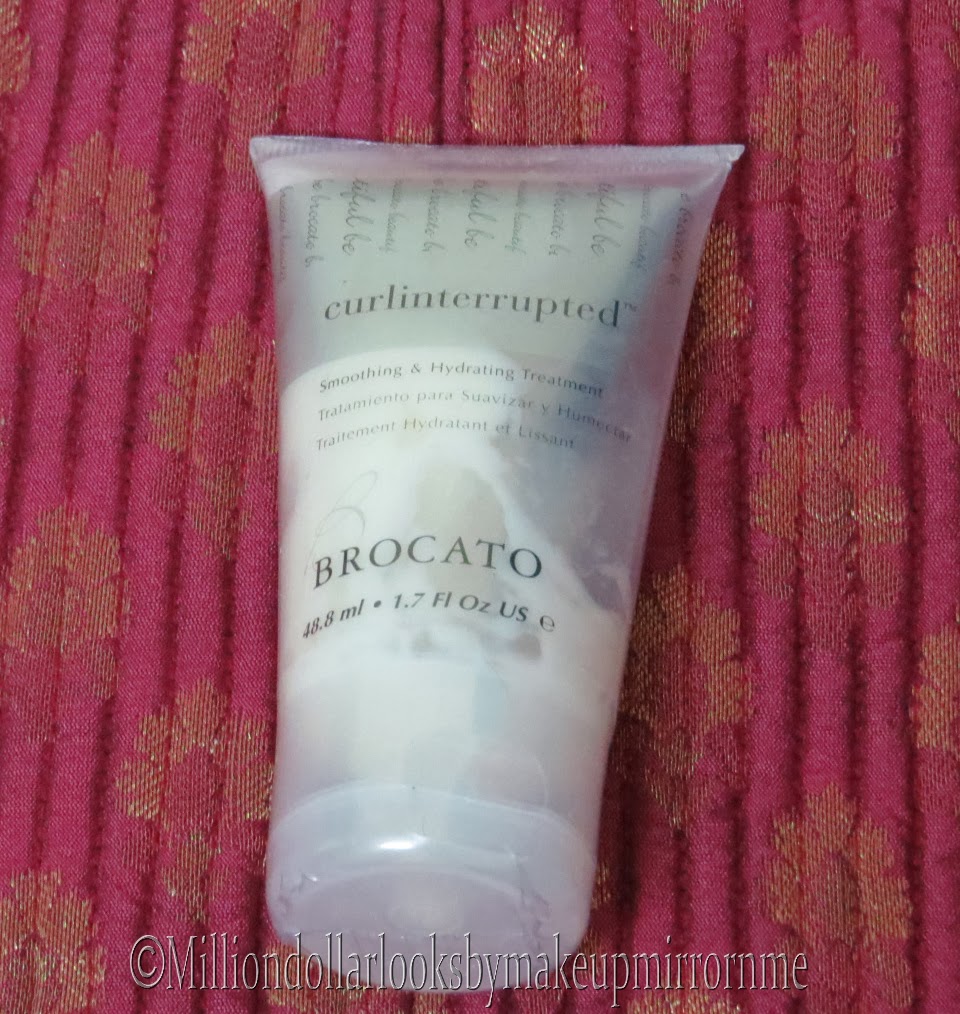 curlinterrupted™
Smoothing & Hydrating Treatment
Tratamiento para Suavizar y Humectar
Traitement Hydratant et Lissant
BROCATO
48.8 ml • 1.7 Fl Oz US e
©Milliondollarlooksbymakeupmirrornme